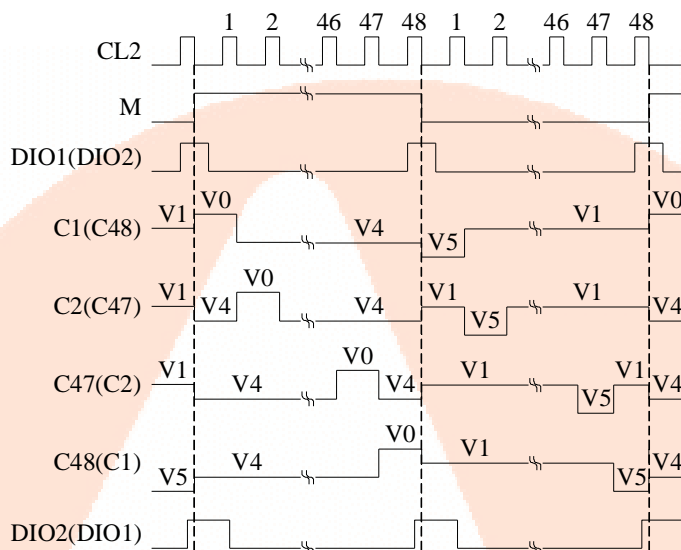 1 2 46 47 48 1 2 46 47 48
CL2
M
DIO1(DIO2)
V0 V0
V1
C1(C48) V4 V1
V5
V0
V1 V1 V1
C2(C47) V4 V4 V5 V4
V0
V1 V1 V1
C47(C2) V4 V4 V5 V4
V0
C48(C1) V4 V1 V4
V5 V5
DIO2(DIO1)